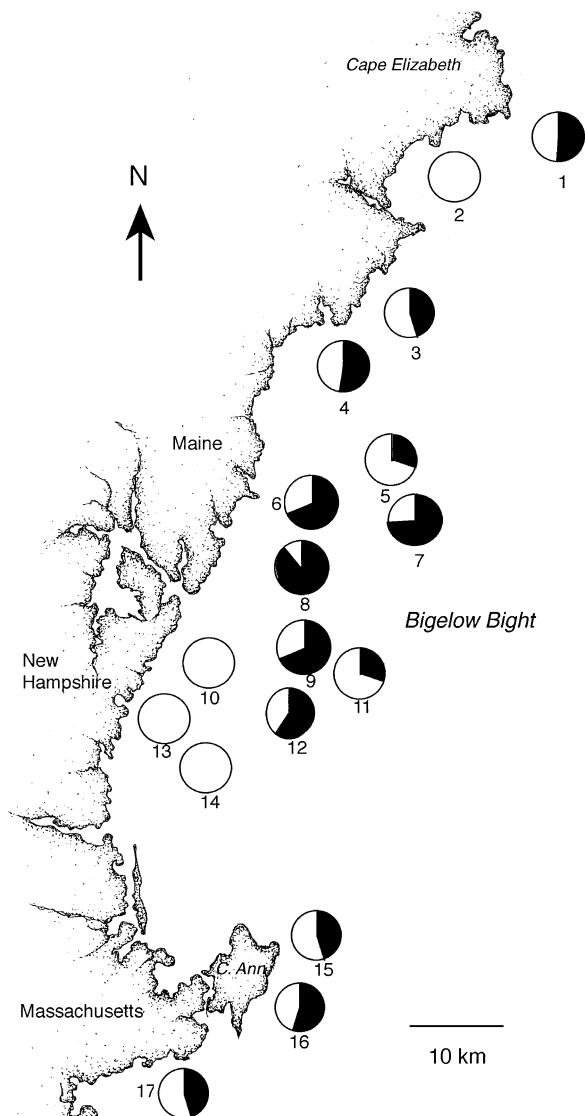 Cape Elizabeth
N
1
2
3
4
Maine
5
6
7
8
Bigelow Bight
New
Hampshire
9
10
11
12
13
14
C. Ann
15
Massachusetts
16
10 km
17